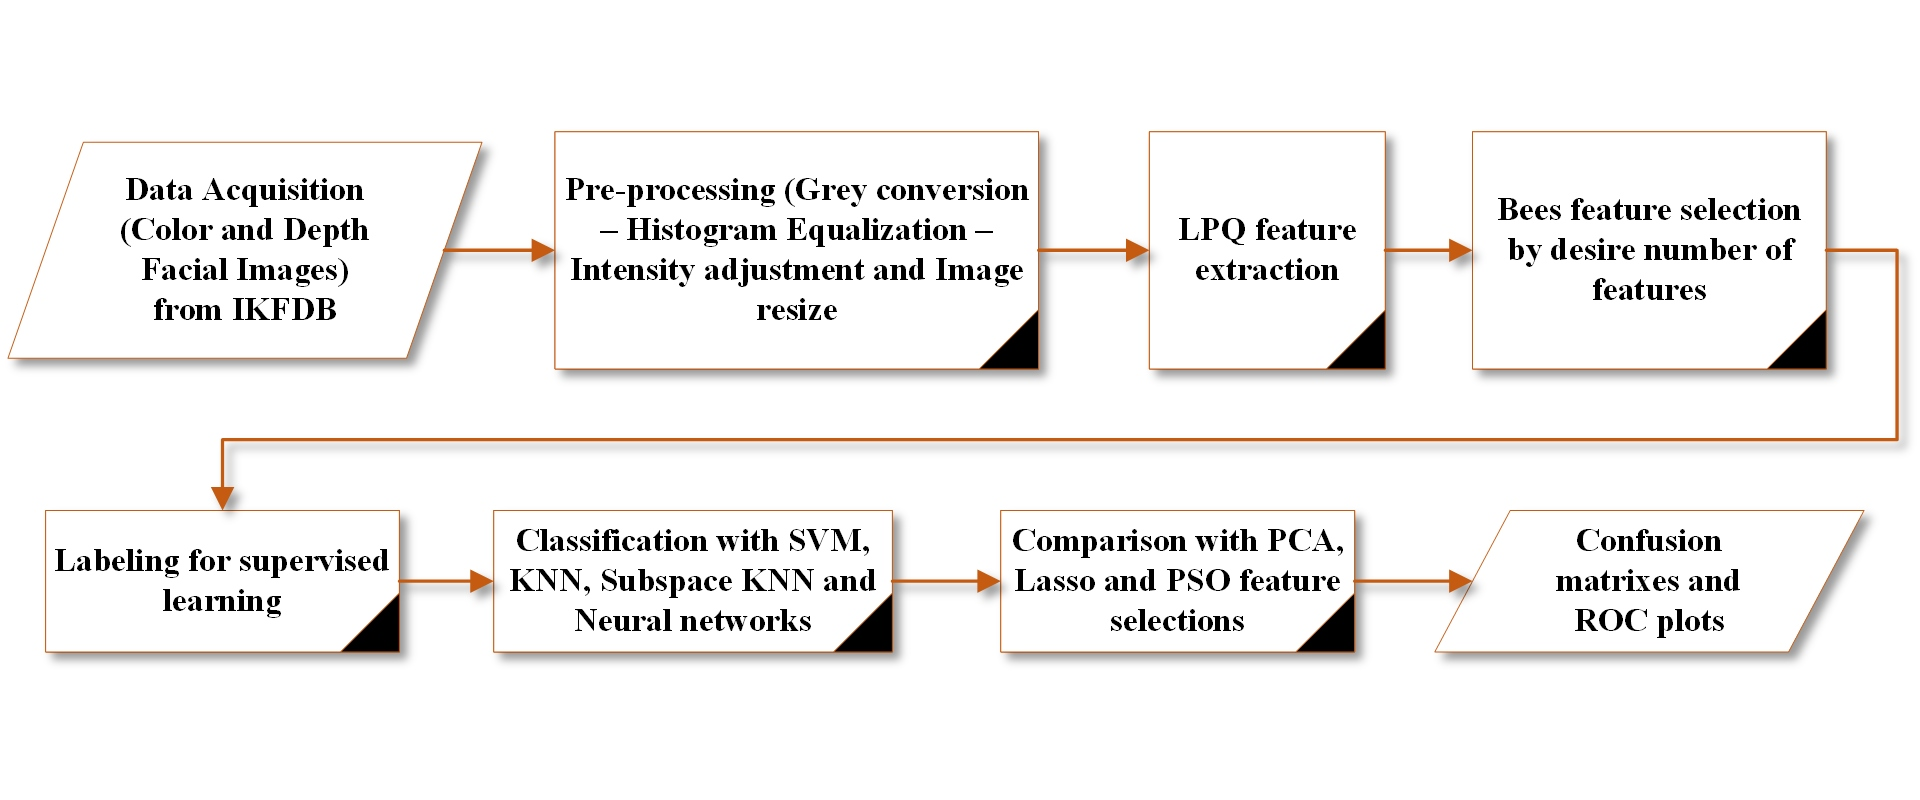 Data Acquisition
(Color and Depth
Facial Images)
from IKFDB
Pre-processing (Grey conversion
– Histogram Equalization –
Intensity adjustment and Image
resize
LPQ feature
extraction
Bees feature selection
by desire number of
features
Labeling for supervised
learning
Classification with SVM,
KNN, Subspace KNN and
Neural networks
Comparison with PCA,
Lasso and PSO feature
selections
Confusion
matrixes and
ROC plots